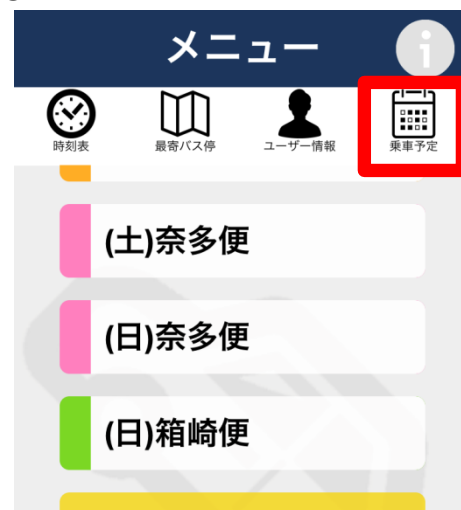 メニュー
i
時刻表 最寄バス停 ユーザー情報 乗車予定
(土)奈多便
(日)奈多便
(日)箱崎便